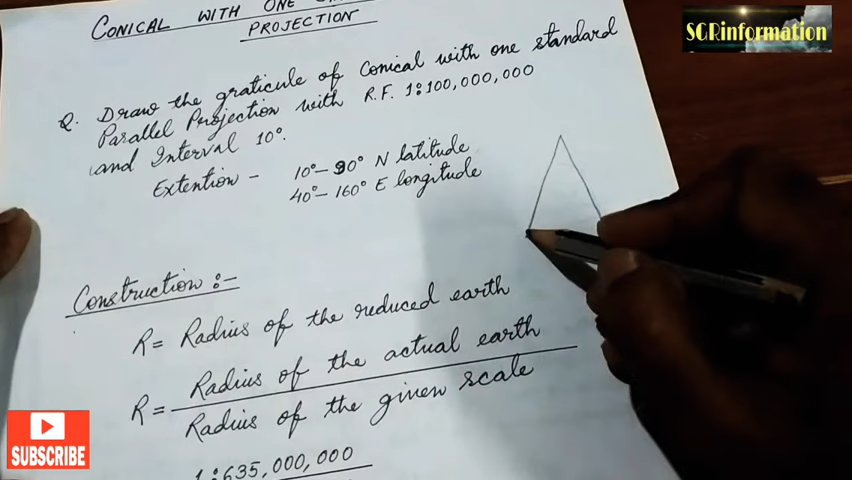 CONICAL WITH ONE
PROJECTION
SCRinformation
Q. Draw the graticule of Conical with one standard
Parallel Projection with R.F. 1:100,000,000
and Interval 10°.
Extention - 10°-90° N latitude
40°-160° E longitude
Construction :-
R= Radius of the reduced earth
R= Radius of the actual earth
Radius of the given scale
1:635,000,000
SUBSCRIBE